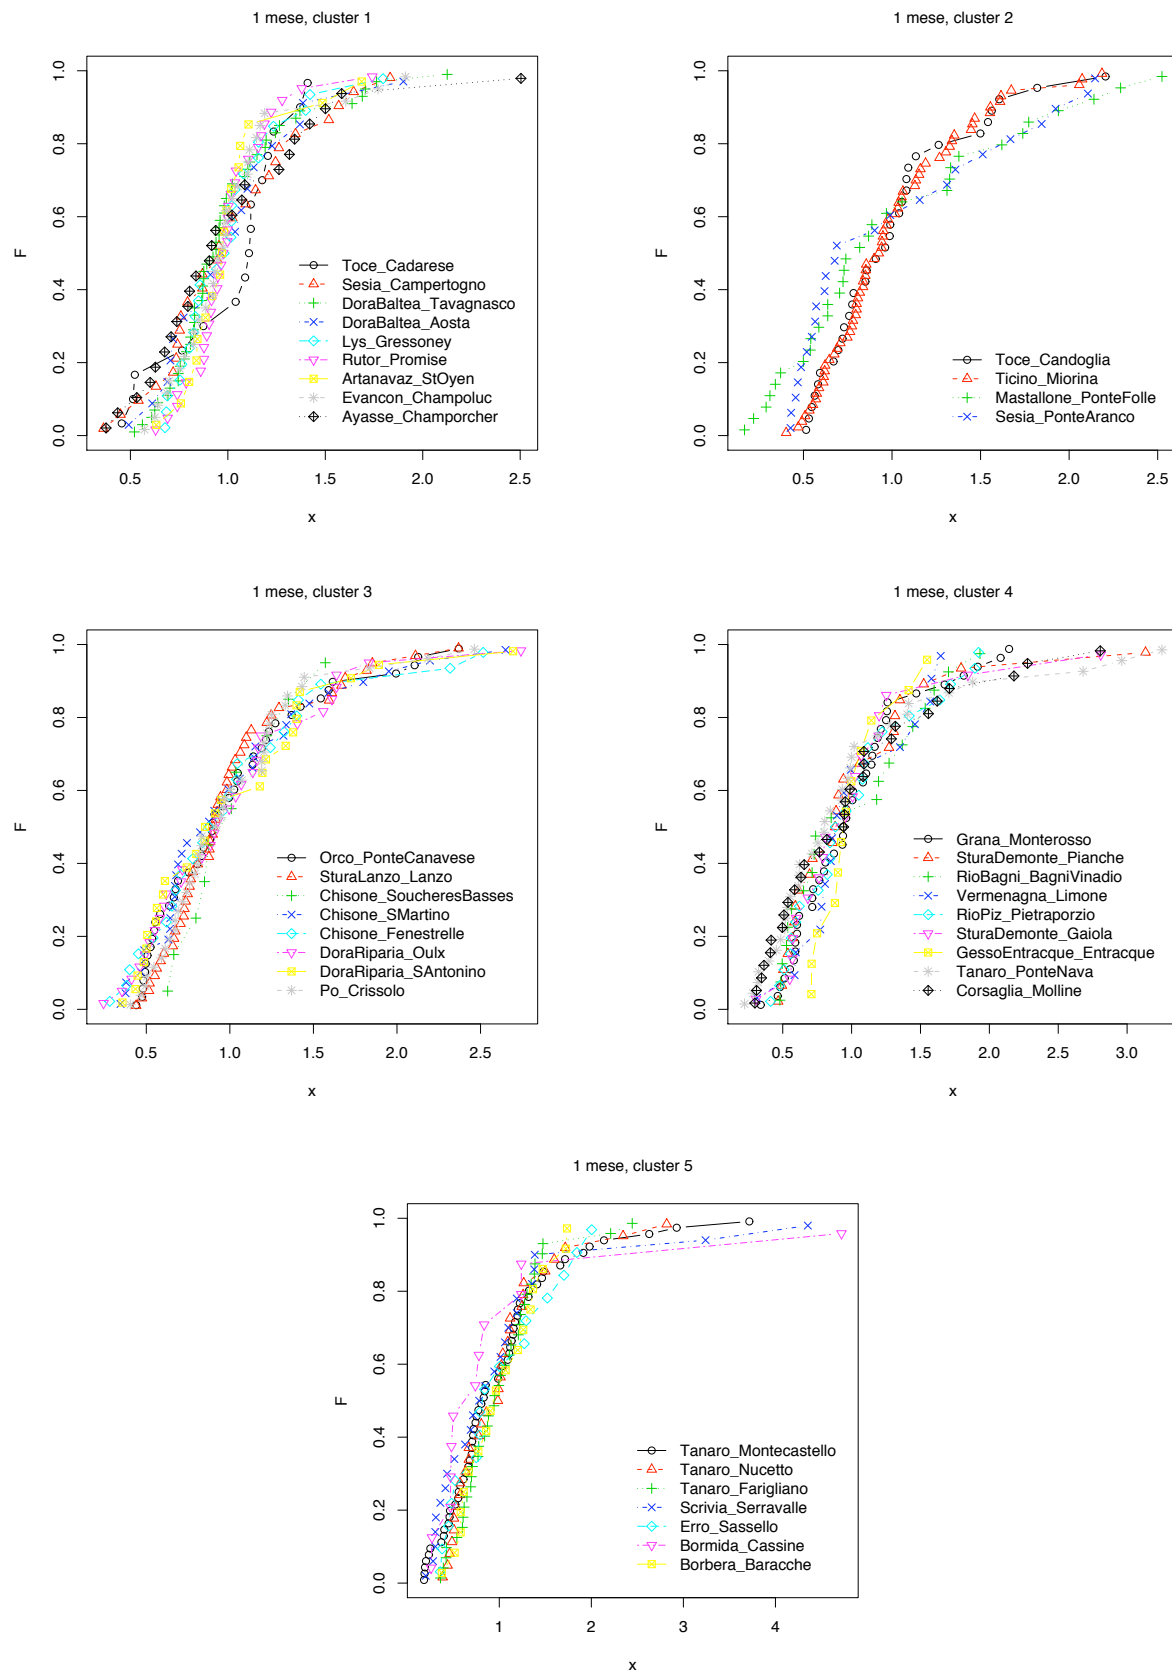 1 mese, cluster 1
F
0.0 0.2 0.4 0.6 0.8 1.0
Toce_Cadarese
Sesia_Campertogno
DoraBaltea_Tavagnasco
DoraBaltea_Aosta
Lys_Gressoney
Rutor_Promise
Artanavaz_StOyen
Evancon_Champoluc
Ayasse_Champorcher
0.5 1.0 1.5 2.0 2.5
x
1 mese, cluster 2
F
0.0 0.2 0.4 0.6 0.8 1.0
Toce_Candoglia
Ticino_Miorina
Mastallone_PonteFolle
Sesia_PonteAranco
0.5 1.0 1.5 2.0 2.5
x
1 mese, cluster 3
F
0.0 0.2 0.4 0.6 0.8 1.0
Orco_PonteCanavese
SturaLanzo_Lanzo
Chisone_SoucheresBasses
Chisone_SMartino
Chisone_Fenestrelle
DoraRiparia_Oulx
DoraRiparia_SAntonino
Po_Crissolo
0.5 1.0 1.5 2.0 2.5
x
1 mese, cluster 4
F
0.0 0.2 0.4 0.6 0.8 1.0
Grana_Monterosso
SturaDemonte_Pianche
RioBagni_BagniVinadio
Vermenagna_Limone
RioPiz_Pietraporzio
SturaDemonte_Gaiola
GessoEntracque_Entracque
Tanaro_PonteNava
Corsaglia_Molline
0.5 1.0 1.5 2.0 2.5 3.0
x
1 mese, cluster 5
F
0.0 0.2 0.4 0.6 0.8 1.0
Tanaro_Montecastello
Tanaro_Nucetto
Tanaro_Farigliano
Scrivia_Serravalle
Erro_Sassello
Bormida_Cassine
Borbera_Baracche
1 2 3 4
x